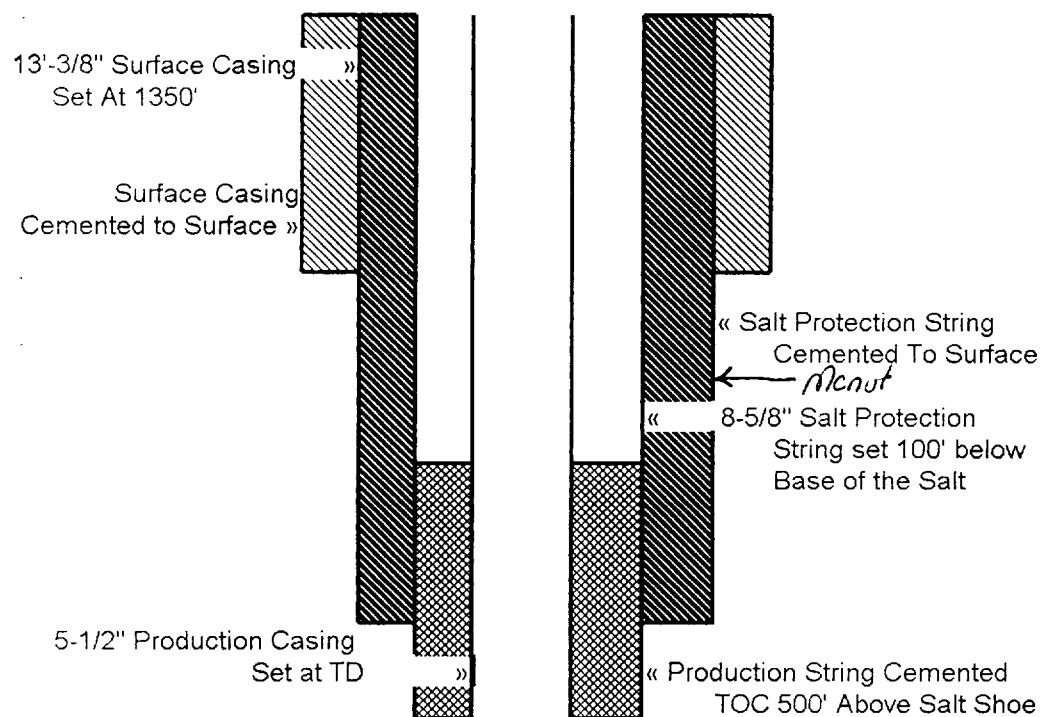 13'-3/8" Surface Casing »
Set At 1350'
Surface Casing
Cemented to Surface »
« Salt Protection String
Cemented To Surface
Mcnut
« 8-5/8" Salt Protection
String set 100' below
Base of the Salt
5-1/2" Production Casing
Set at TD »
« Production String Cemented
TOC 500' Above Salt Shoe